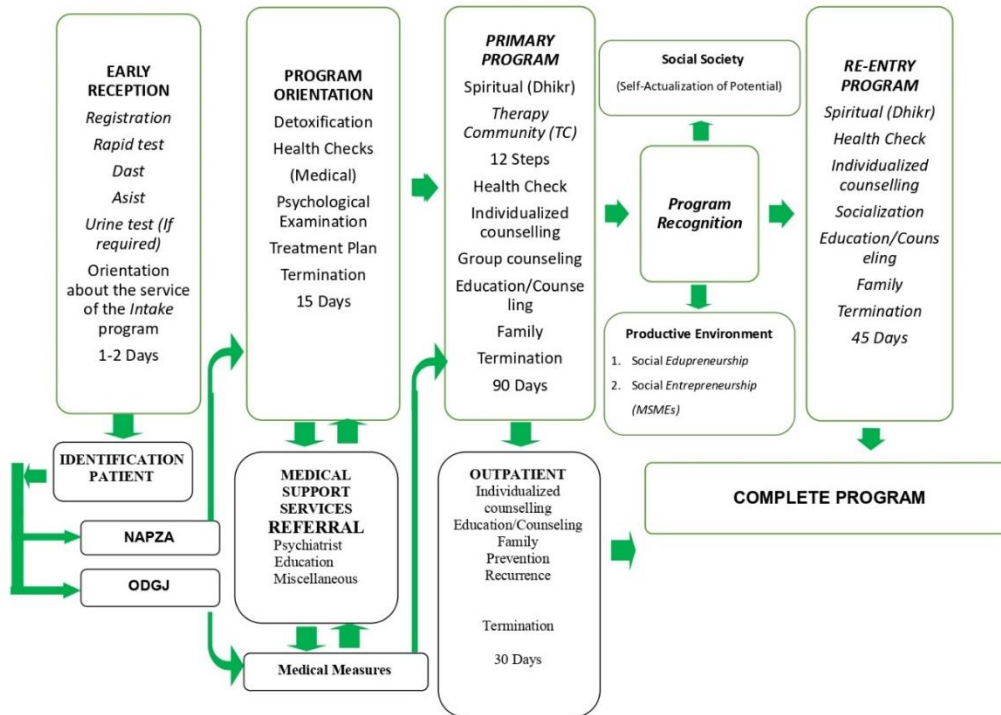 EARLY
RECEPTION
Registration
Rapid test
Dast
Asist
Urine test (If
required)
Orientation
about the service
of the Intake
program
1-2 Days
IDENTIFICATION
PATIENT
NAPZA
ODGJ
PROGRAM
ORIENTATION
Detoxification
Health Checks
(Medical)
Psychological
Examination
Treatment Plan
Termination
15 Days
MEDICAL
SUPPORT
SERVICES
REFERRAL
Psychiatrist
Education
Miscellaneous
Medical Measures
PRIMARY
PROGRAM
Spiritual (Dhikr)
Therapy
Community (TC)
12 Steps
Health Check
Individualized
counselling
Group counseling
Education/Counse
ling
Family
Termination
90 Days
OUTPATIENT
Individualized
counselling
Education/Counseling
Family
Prevention
Recurrence
Termination
30 Days
Social Society
(Self-Actualization of Potential)
Program
Recognition
Productive Environment
1. Social Edupreneurship
2. Social Entrepreneurship
(MSMEs)
RE-ENTRY
PROGRAM
Spiritual (Dhikr)
Health Check
Individualized
counselling
Socialization
Education/Couns
eling
Family
Termination
45 Days
COMPLETE PROGRAM